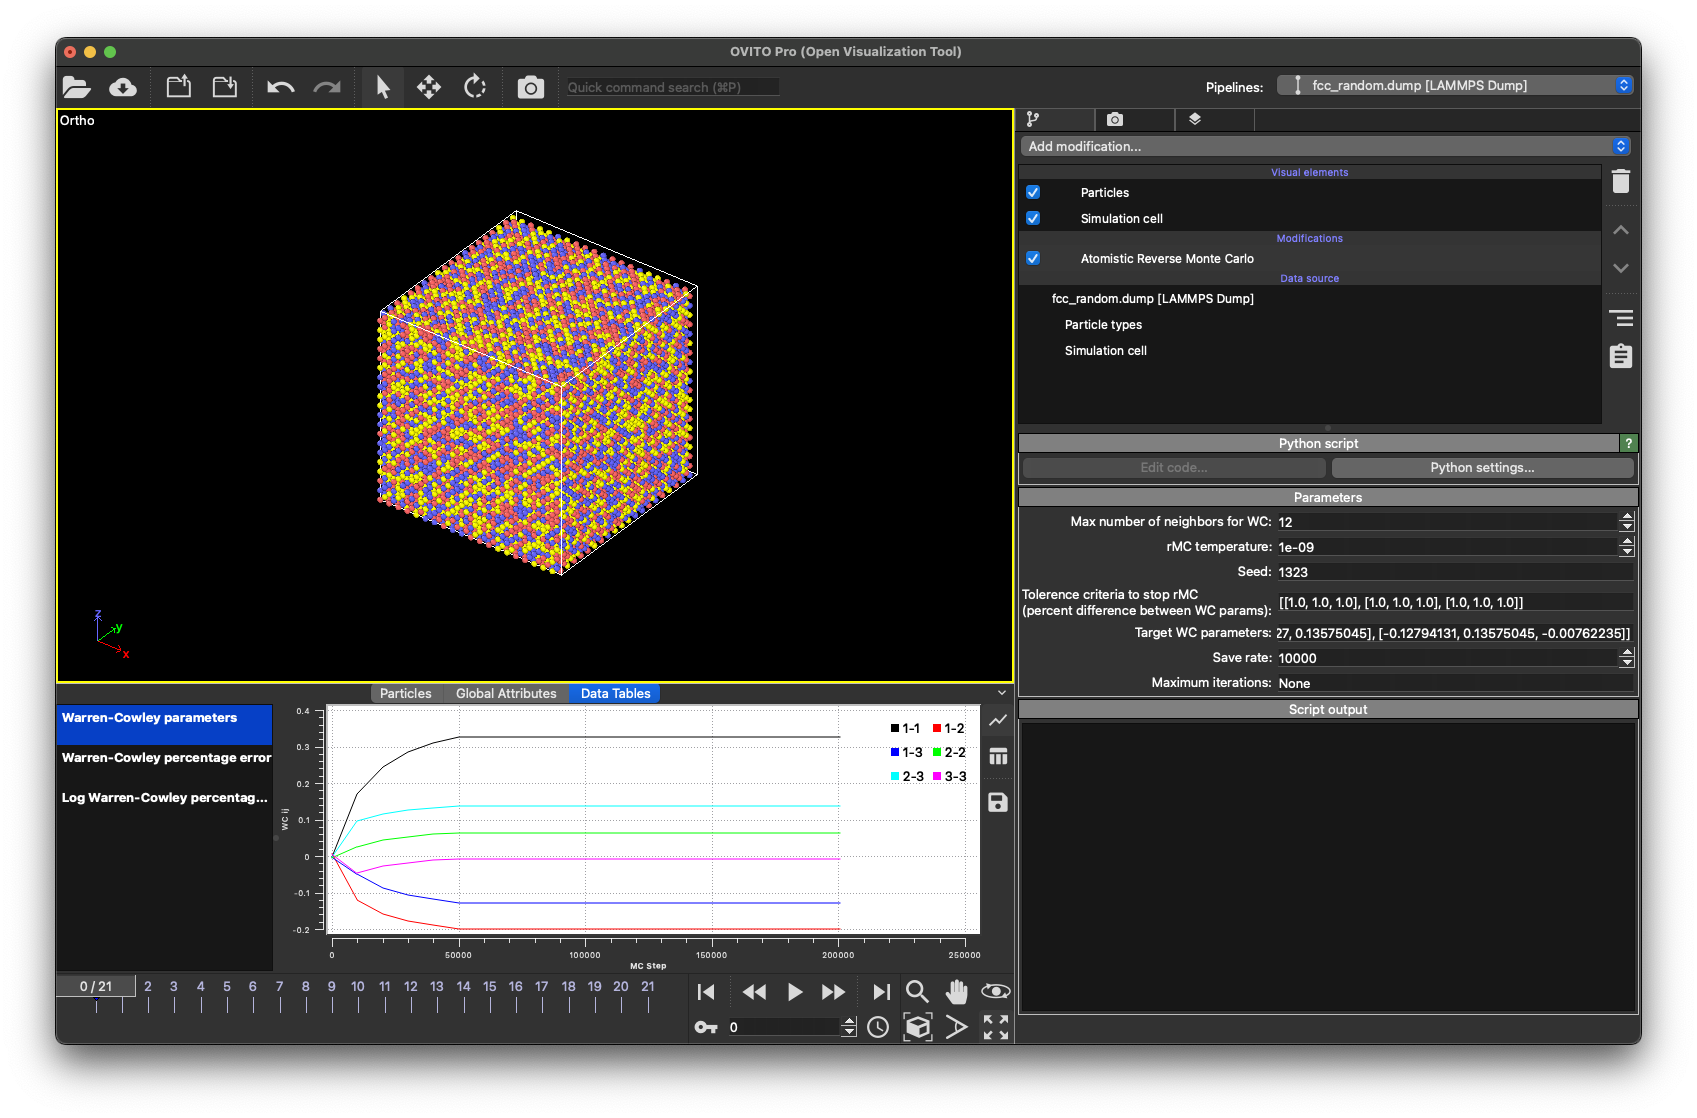 OVITO Pro (Open Visualization Tool)
Quick command search (⌘P)
Pipelines:
fcc_random.dump [LAMMPS Dump]
Ortho
z
y
x
Add modification...
Visual elements
Particles
Simulation cell
Modifications
Atomistic Reverse Monte Carlo
Data source
fcc_random.dump [LAMMPS Dump]
Particle types
Simulation cell
Python script
?
Edit code...
Python settings...
Parameters
Max number of neighbors for WC:
12
rMC temperature:
1e-09
Seed:
1323
Tolerence criteria to stop rMC
(percent difference between WC params):
[[1.0, 1.0, 1.0], [1.0, 1.0, 1.0], [1.0, 1.0, 1.0]]
Target WC parameters:
27, 0.13575045], [-0.12794131, 0.13575045, -0.00762235]]
Save rate:
10000
Maximum iterations:
None
Script output
Particles
Global Attributes
Data Tables
Warren-Cowley parameters
Warren-Cowley percentage error
Log Warren-Cowley percentag...
0.4
0.3
0.2
0.1
0
-0.1
-0.2
WC ij
1-1
1-2
1-3
2-2
2-3
3-3
0
50000
100000
150000
200000
250000
MC Step
0 / 21
2
3
4
5
6
7
8
9
10
11
12
13
14
15
16
17
18
19
20
21
0